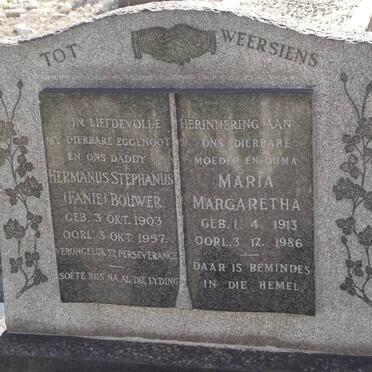 TOT WEERSIENS
IN LIEFDEVOLLE HERINNERING AAN
MY DIERBARE EGGENOOT
EN ONS DADDY
HERMANUS STEPHANUS
(FANIE) BOUWER
GEB. 3 OKT. 1903
OORL. 3 OKT. 1957
VERONGELUK TE PERSEVERANCE
SOETE RUS NA AL DIE LYDING
ONS DIERBARE
MOEDER EN OUMA
MARIA
MARGARETHA
GEB. 1. 4. 1913
OORL. 3. 12. 1986
DAAR IS BEMINDES
IN DIE HEMEL